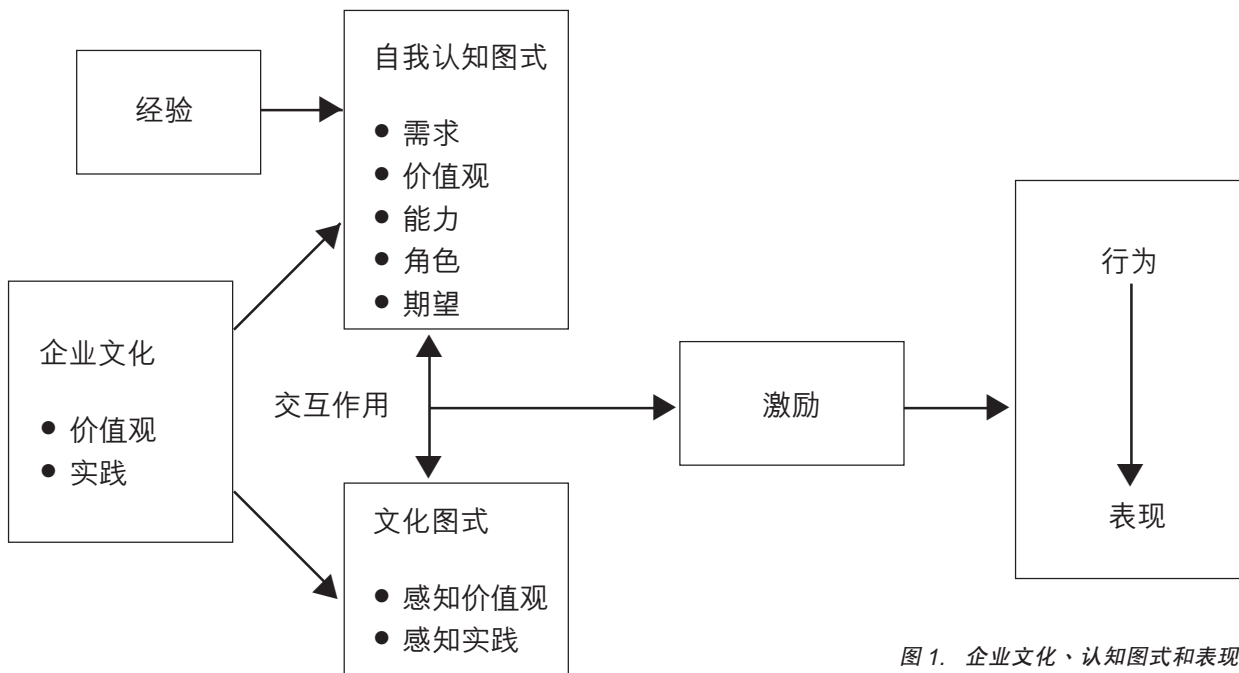 经验
自我认知图式
● 需求
● 价值观
● 能力
● 角色
● 期望
企业文化
● 价值观
● 实践
交互作用
文化图式
● 感知价值观
● 感知实践
激励
行为
表现
图 1. 企业文化、认知图式和表现